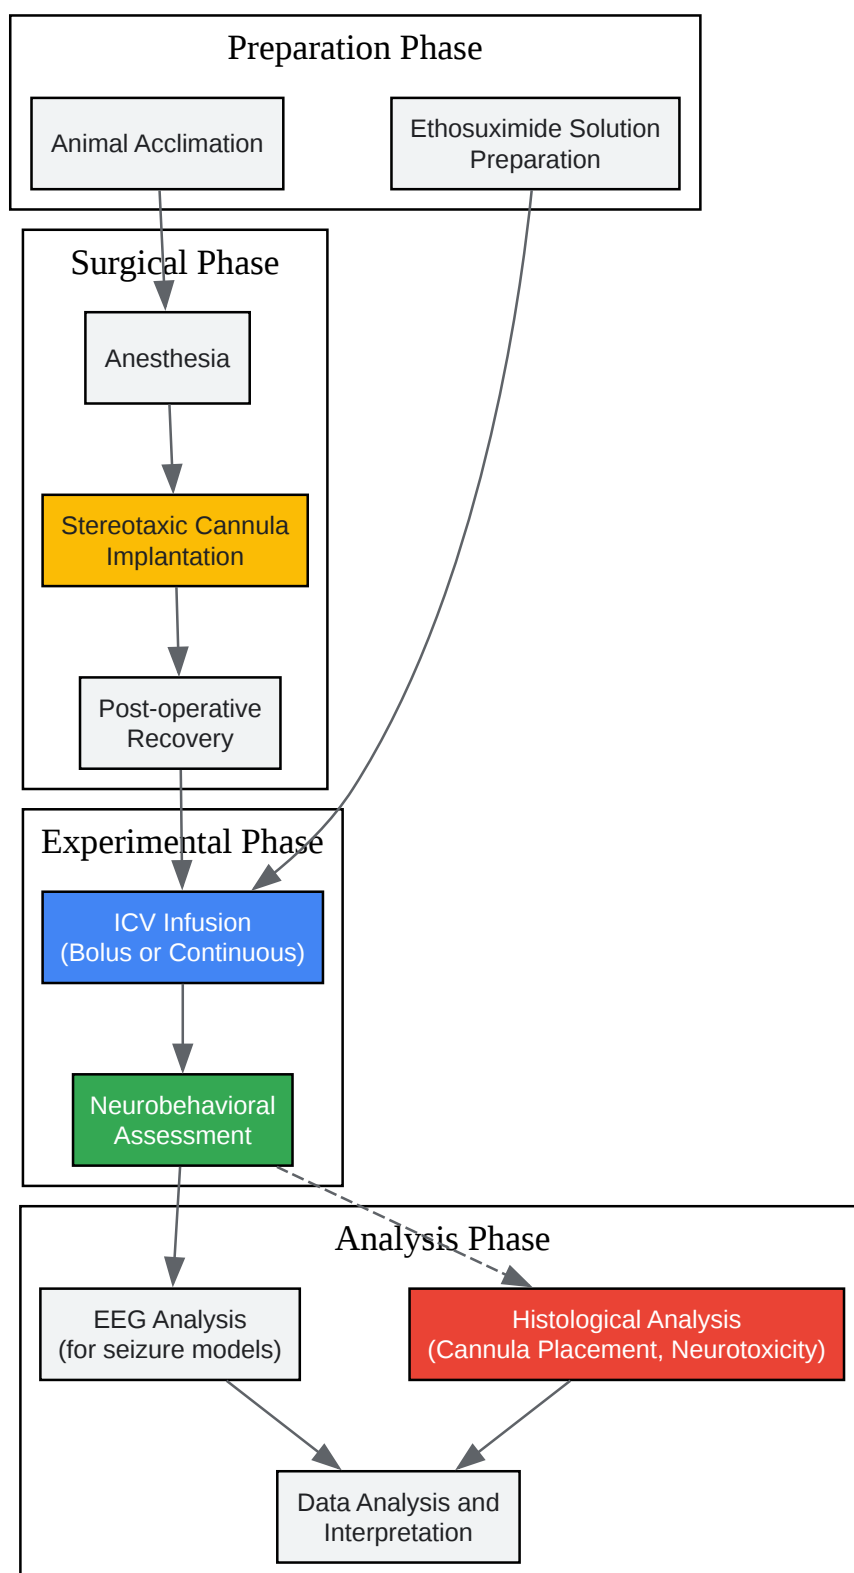 Preparation Phase
Animal Acclimation
Ethosuximide Solution
Preparation
Surgical Phase
Anesthesia
Stereotaxic Cannula
Implantation
Post-operative
Recovery
Experimental Phase
ICV Infusion
(Bolus or Continuous)
Neurobehavioral
Assessment
Analysis Phase
EEG Analysis
(for seizure models)
Histological Analysis
(Cannula Placement, Neurotoxicity)
Data Analysis and
Interpretation